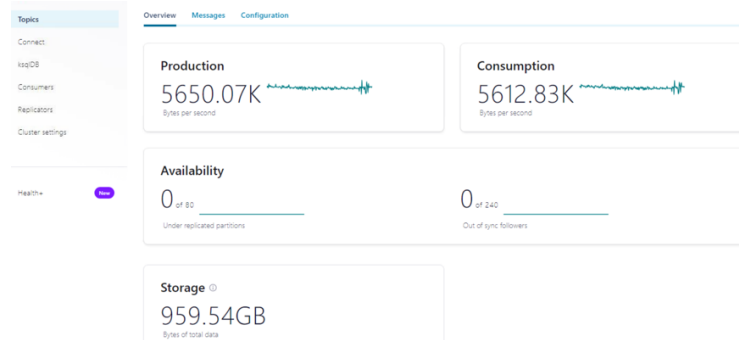 Topics
Connect
ksqlDB
Consumers
Replicators
Cluster settings
Health+ New
Overview Messages Configuration
Production
5650.07K
Bytes per second
Consumption
5612.83K
Bytes per second
Availability
0 of 80
Under replicated partitions
0 of 240
Out of sync followers
Storage
959.54GB
Bytes of total data